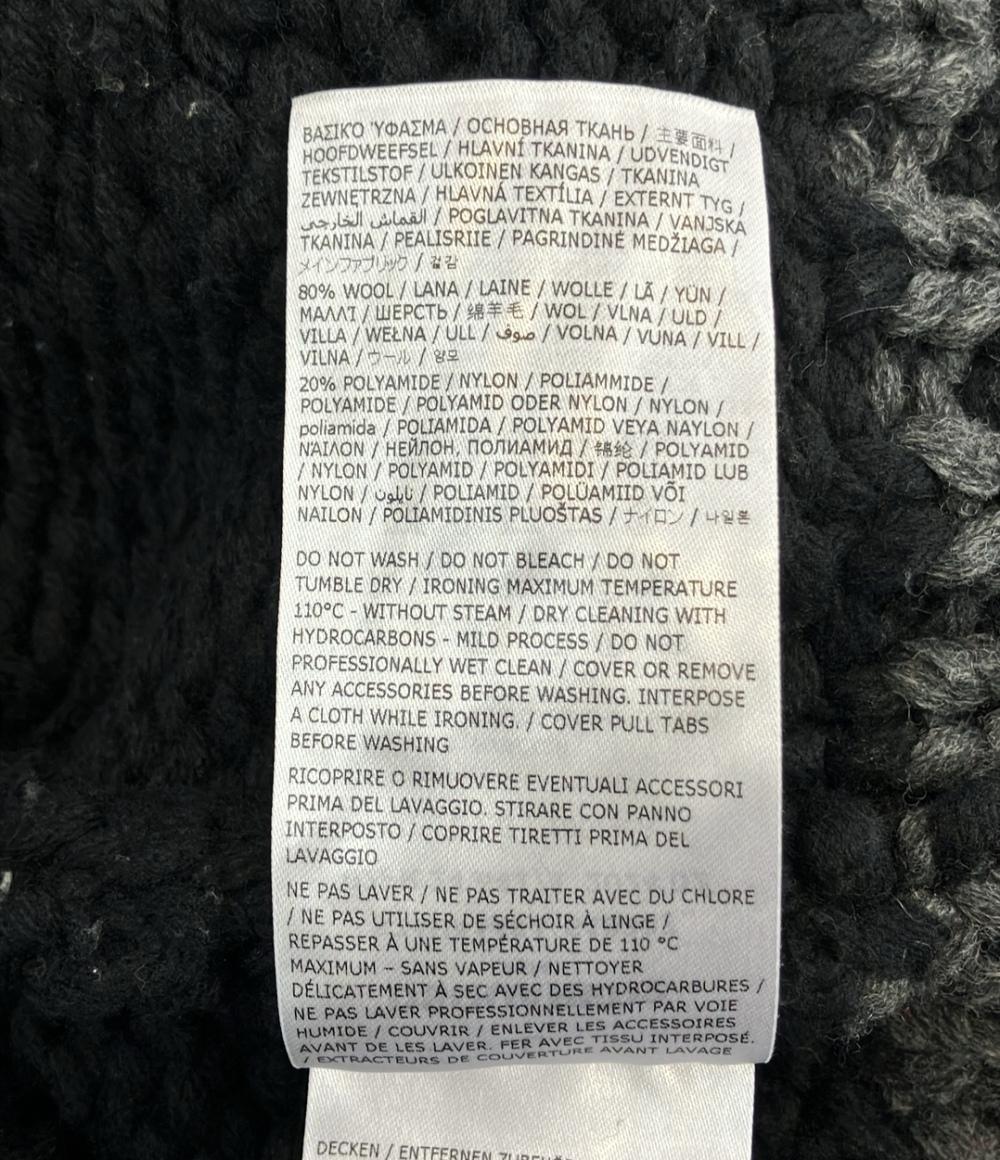 ΒΑΣΙΚΌ ΎΦΑΣΜΑ / ОСНОВНАЯ ТКАНЬ / 主要面料 /
HOOFDWEEFSEL / HLAVNÍ TKANINA / UDVENDIGT
TEKSTILSTOF / ULKOINEN KANGAS / TKANINA
ZEWNĘTRZNA / HLAVNÁ TEXTÍLIA / EXTERNT TYG /
القماش الخارجي / POGLAVITNA TKANINA / VANJSKA
TKANINA / PEALISRIIE / PAGRINDINĖ MEDŽIAGA /
メインファブリック / 겉감
80% WOOL / LANA / LAINE / WOLLE / LÃ / YÜN /
ΜΑΛΛΊ / ШЕРСТЬ / 绵羊毛 / WOL / VLNA / ULD /
VILLA / WEŁNA / ULL / صوف / VOLNA / VUNA / VILL /
VILNA / ウール / 양모
20% POLYAMIDE / NYLON / POLIAMMIDE /
POLYAMIDE / POLYAMID ODER NYLON / NYLON /
poliamida / POLIAMIDA / POLYAMID VEYA NAYLON /
ΝΆΙΛΟΝ / НЕЙЛОН, ПОЛИАМИД / 锦纶 / POLYAMID
/ NYLON / POLYAMID / POLYAMIDI / POLIAMID LUB
NYLON / نايلون / POLIAMID / POLÜAMIID VÕI
NAILON / POLIAMIDINIS PLUOŠTAS / ナイロン / 나일론
DO NOT WASH / DO NOT BLEACH / DO NOT
TUMBLE DRY / IRONING MAXIMUM TEMPERATURE
110°C - WITHOUT STEAM / DRY CLEANING WITH
HYDROCARBONS - MILD PROCESS / DO NOT
PROFESSIONALLY WET CLEAN / COVER OR REMOVE
ANY ACCESSORIES BEFORE WASHING. INTERPOSE
A CLOTH WHILE IRONING. / COVER PULL TABS
BEFORE WASHING
RICOPRIRE O RIMUOVERE EVENTUALI ACCESSORI
PRIMA DEL LAVAGGIO. STIRARE CON PANNO
INTERPOSTO / COPRIRE TIRETTI PRIMA DEL
LAVAGGIO
NE PAS LAVER / NE PAS TRAITER AVEC DU CHLORE
/ NE PAS UTILISER DE SÉCHOIR À LINGE /
REPASSER À UNE TEMPÉRATURE DE 110 °C
MAXIMUM – SANS VAPEUR / NETTOYER
DÉLICATEMENT À SEC AVEC DES HYDROCARBURES /
NE PAS LAVER PROFESSIONNELLEMENT PAR VOIE
HUMIDE / COUVRIR / ENLEVER LES ACCESSOIRES
AVANT DE LES LAVER. FER AVEC TISSU INTERPOSÉ.
/ EXTRACTEURS DE COUVERTURE AVANT LAVAGE
DECKEN / ENTFERNEN